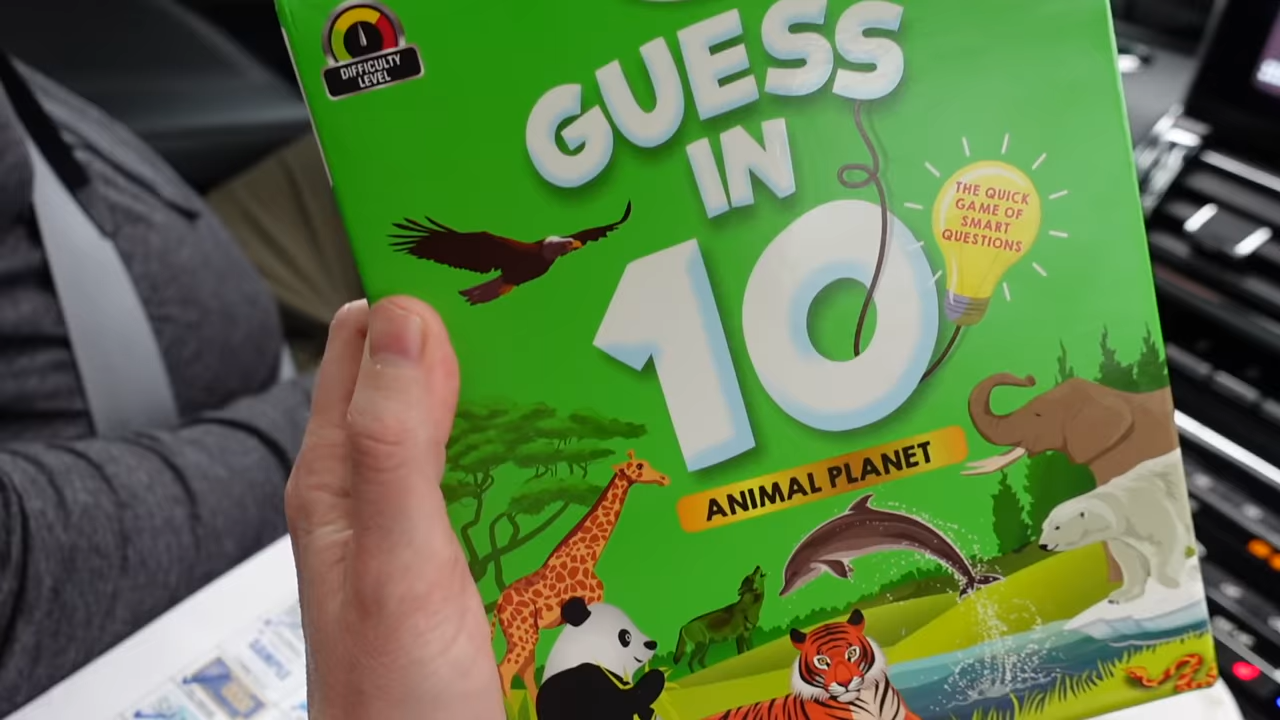 DIFFICULTY
LEVEL
GUESS
IN
10
THE QUICK
GAME OF
SMART
QUESTIONS
ANIMAL PLANET